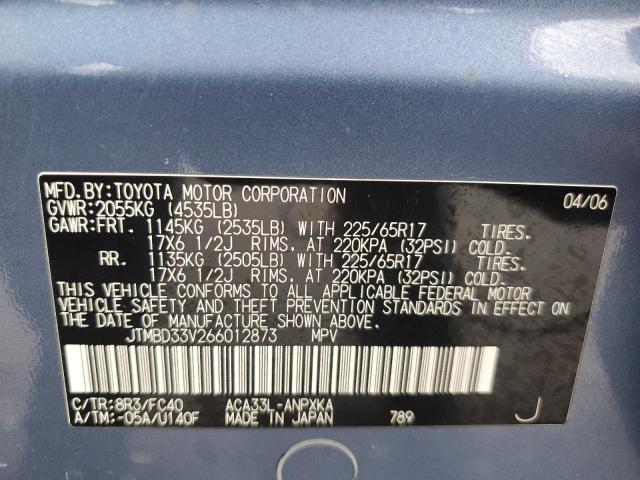 MFD.BY:TOYOTA MOTOR CORPORATION 04/06
GVWR:2055KG (4535LB)
GAWR:FRT. 1145KG (2535LB) WITH 225/65R17 TIRES.
17X6 1/2J RIMS. AT 220KPA (32PSI) COLD.
RR. 1135KG (2505LB) WITH 225/65R17 TIRES.
17X6 1/2J RIMS. AT 220KPA (32PSI) COLD.
THIS VEHICLE CONFORMS TO ALL APPLICABLE FEDERAL MOTOR
VEHICLE SAFETY AND THEFT PREVENTION STANDARDS IN EFFECT ON
THE DATE OF MANUFACTURE SHOWN ABOVE.
JTMBD33V266012873 MPV
C/TR:8R3/FC40 ACA33L-ANPXKA
A/TM:-05A/U140F MADE IN JAPAN 789 J